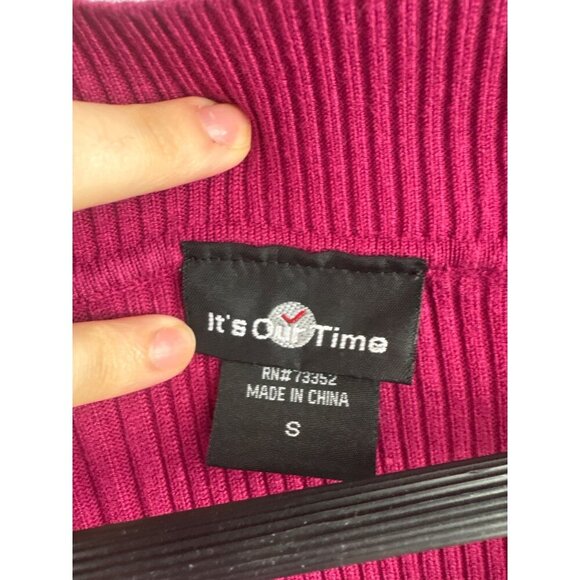 It's Our Time
RN#73352
MADE IN CHINA
S